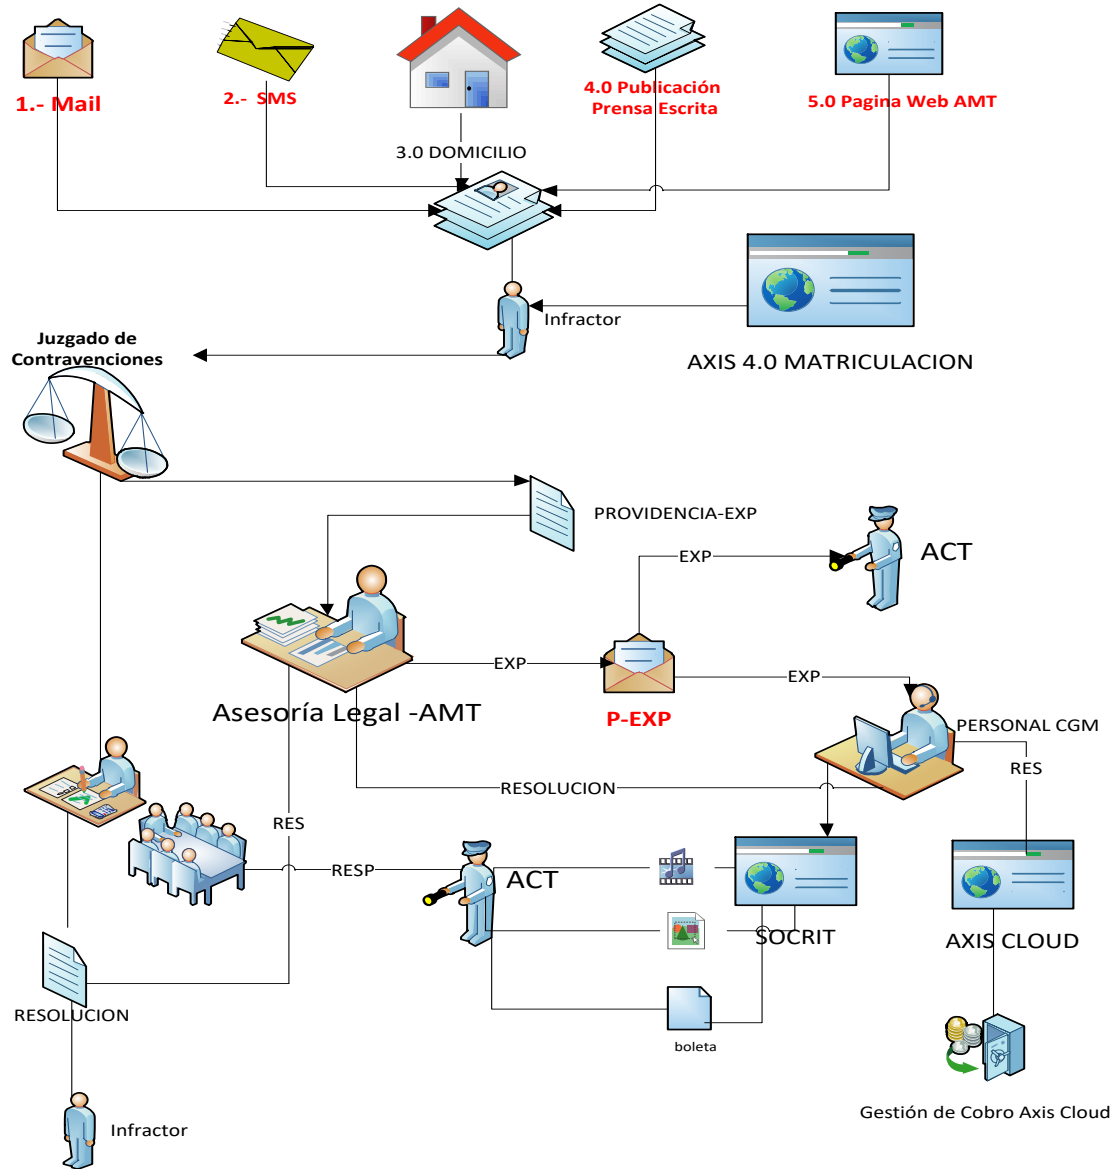 1.- Mail
2.- SMS
3.0 DOMICILIO
4.0 Publicación
Prensa Escrita
5.0 Pagina Web AMT
Infractor
AXIS 4.0 MATRICULACION
Juzgado de
Contravenciones
PROVIDENCIA-EXP
EXP
ACT
Asesoría Legal -AMT
EXP
P-EXP
EXP
PERSONAL CGM
RES
RESOLUCION
RES
RESP
ACT
SOCRIT
AXIS CLOUD
RESOLUCION
boleta
Gestión de Cobro Axis Cloud
Infractor